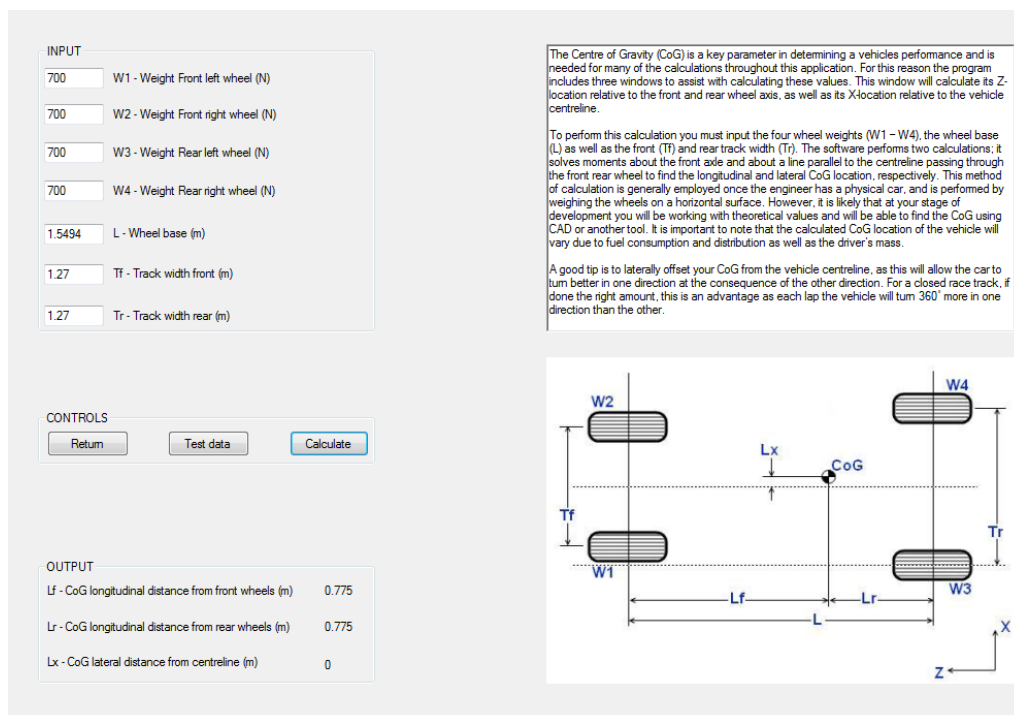 INPUT
700 W1 - Weight Front left wheel (N)
700 W2 - Weight Front right wheel (N)
700 W3 - Weight Rear left wheel (N)
700 W4 - Weight Rear right wheel (N)
1.5494 L - Wheel base (m)
1.27 Tf - Track width front (m)
1.27 Tr - Track width rear (m)
CONTROLS
Return Test data Calculate
OUTPUT
Lf - CoG longitudinal distance from front wheels (m) 0.775
Lr - CoG longitudinal distance from rear wheels (m) 0.775
Lx - CoG lateral distance from centreline (m) 0
The Centre of Gravity (CoG) is a key parameter in determining a vehicles performance and is
needed for many of the calculations throughout this application. For this reason the program
includes three windows to assist with calculating these values. This window will calculate its Z-
location relative to the front and rear wheel axis, as well as its X-location relative to the vehicle
centreline.
To perform this calculation you must input the four wheel weights (W1 – W4), the wheel base
(L) as well as the front (Tf) and rear track width (Tr). The software performs two calculations; it
solves moments about the front axle and about a line parallel to the centreline passing through
the front rear wheel to find the longitudinal and lateral CoG location, respectively. This method
of calculation is generally employed once the engineer has a physical car, and is performed by
weighing the wheels on a horizontal surface. However, it is likely that at your stage of
development you will be working with theoretical values and will be able to find the CoG using
CAD or another tool. It is important to note that the calculated CoG location of the vehicle will
vary due to fuel consumption and distribution as well as the driver's mass.
A good tip is to laterally offset your CoG from the vehicle centreline, as this will allow the car to
turn better in one direction at the consequence of the other direction. For a closed race track, if
done the right amount, this is an advantage as each lap the vehicle will turn 360° more in one
direction than the other.
W2
W4
Lx
CoG
Tf
Tr
W1
W3
Lf
Lr
L
X
Z